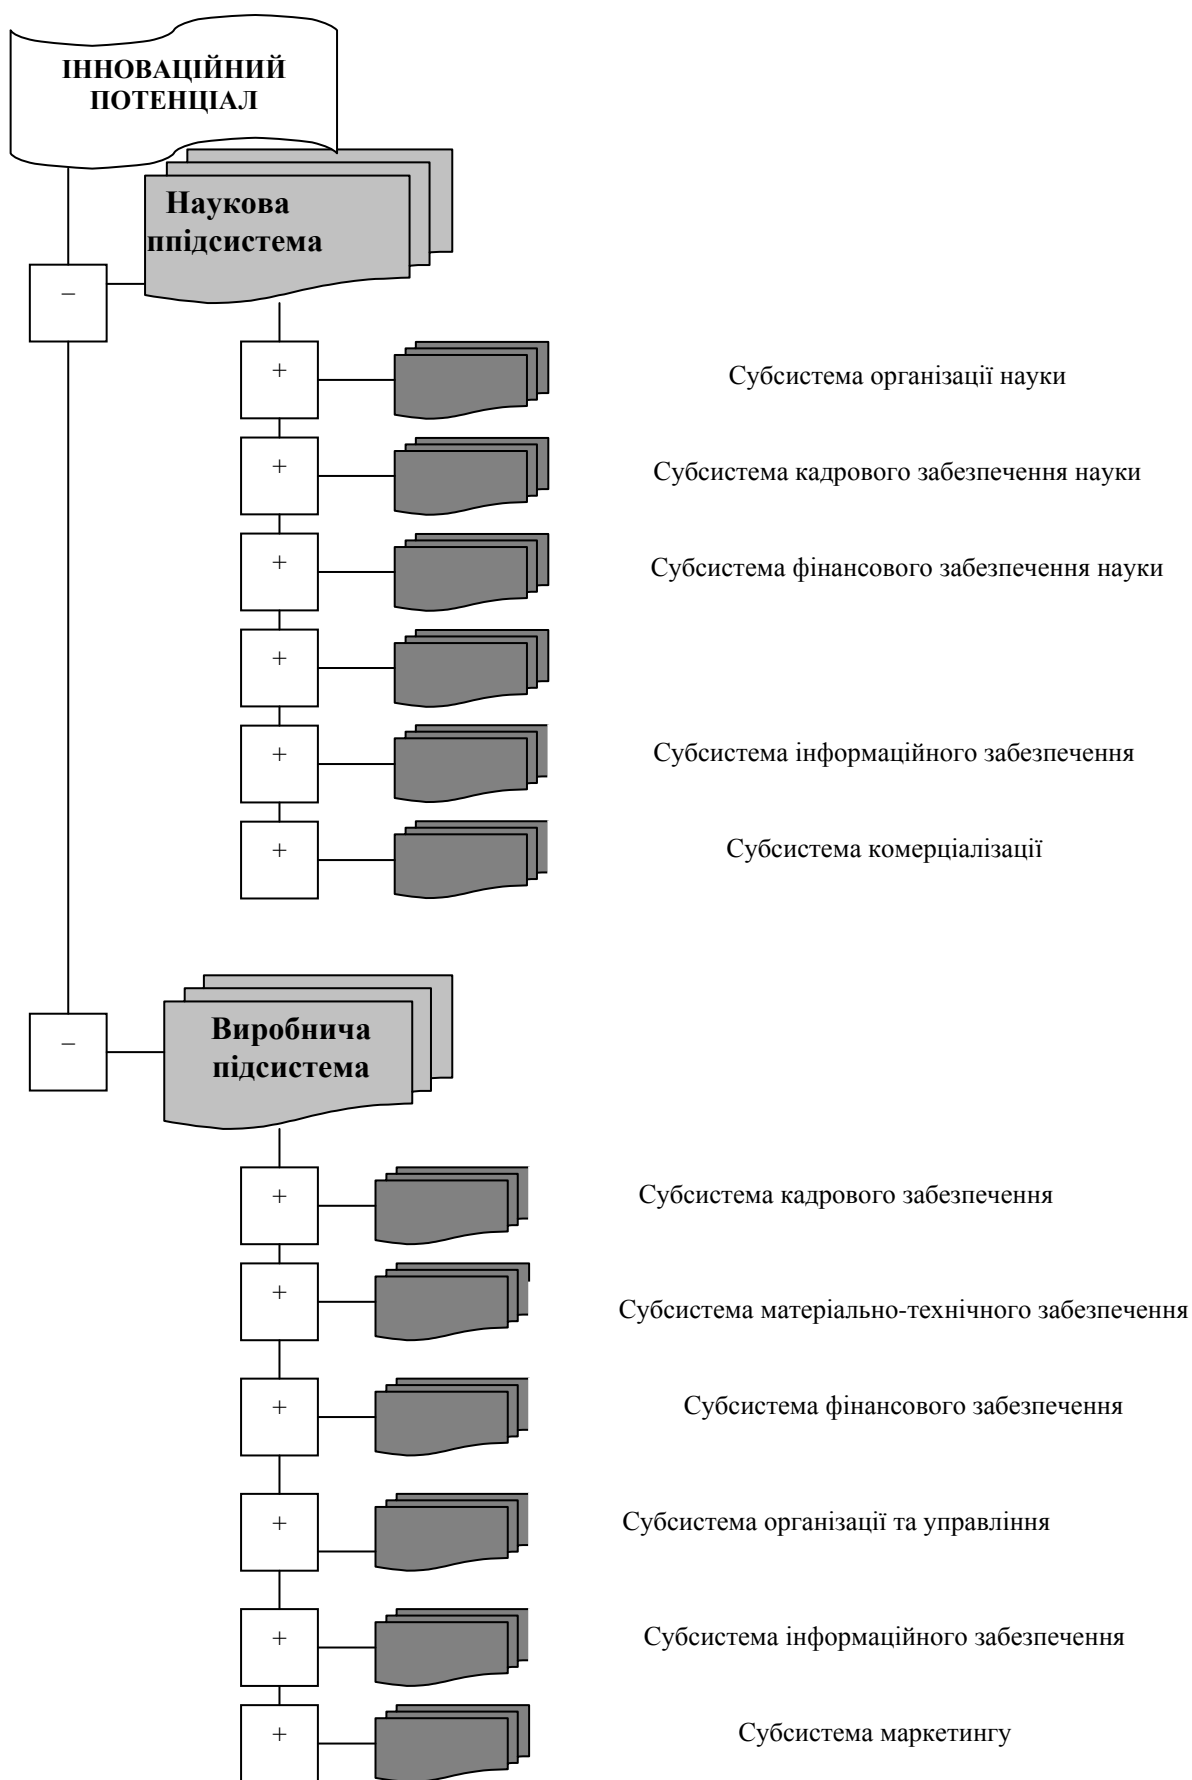 ІННОВАЦІЙНИЙ
ПОТЕНЦІАЛ
Наукова
ппідсистема
–
+
Субсистема організації науки
+
Субсистема кадрового забезпечення науки
+
Субсистема фінансового забезпечення науки
+
+
Субсистема інформаційного забезпечення
+
Субсистема комерціалізації
Виробнича
підсистема
–
+
Субсистема кадрового забезпечення
+
Субсистема матеріально-технічного забезпечення
+
Субсистема фінансового забезпечення
+
Субсистема організації та управління
+
Субсистема інформаційного забезпечення
+
Субсистема маркетингу